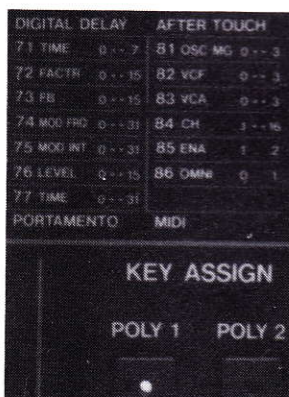 DIGITAL DELAY AFTER TOUCH
71 TIME 0--7 81 OSC MG 0--3
72 FACTR 0--15 82 VCF 0--3
73 FB 0--15 83 VCA 0--3
74 MOD FRQ 0--31 84 CH 1--16
75 MOD INT 0--31 85 ENA 1 2
76 LEVEL 0--15 86 OMNI 0 1
77 TIME 0--31
PORTAMENTO MIDI
KEY ASSIGN
POLY 1 POLY 2